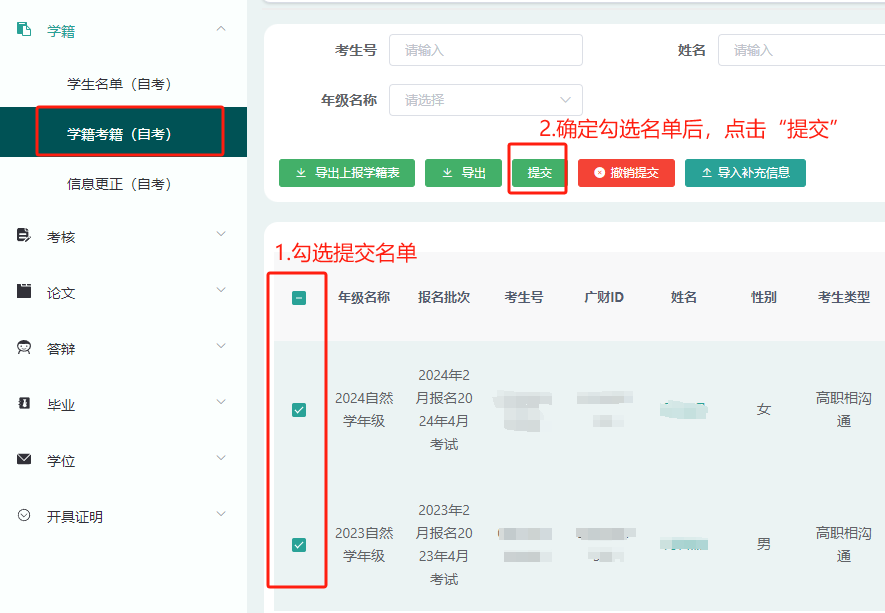 学籍
学生名单（自考）
学籍考籍（自考）
信息更正（自考）
考核
论文
答辩
毕业
学位
开具证明
考生号 请输入 姓名 请输入
年级名称 请选择
2.确定勾选名单后，点击“提交”
导出上报学籍表 导出 提交 撤销提交 导入补充信息
1.勾选提交名单
年级名称 报名批次 考生号 广财ID 姓名 性别 考生类型
2024自然
学年级
2024年2
月报名20
24年4月
考试
女
高职相沟
通
2023自然
学年级
2023年2
月报名20
23年4月
考试
男
高职相沟
通